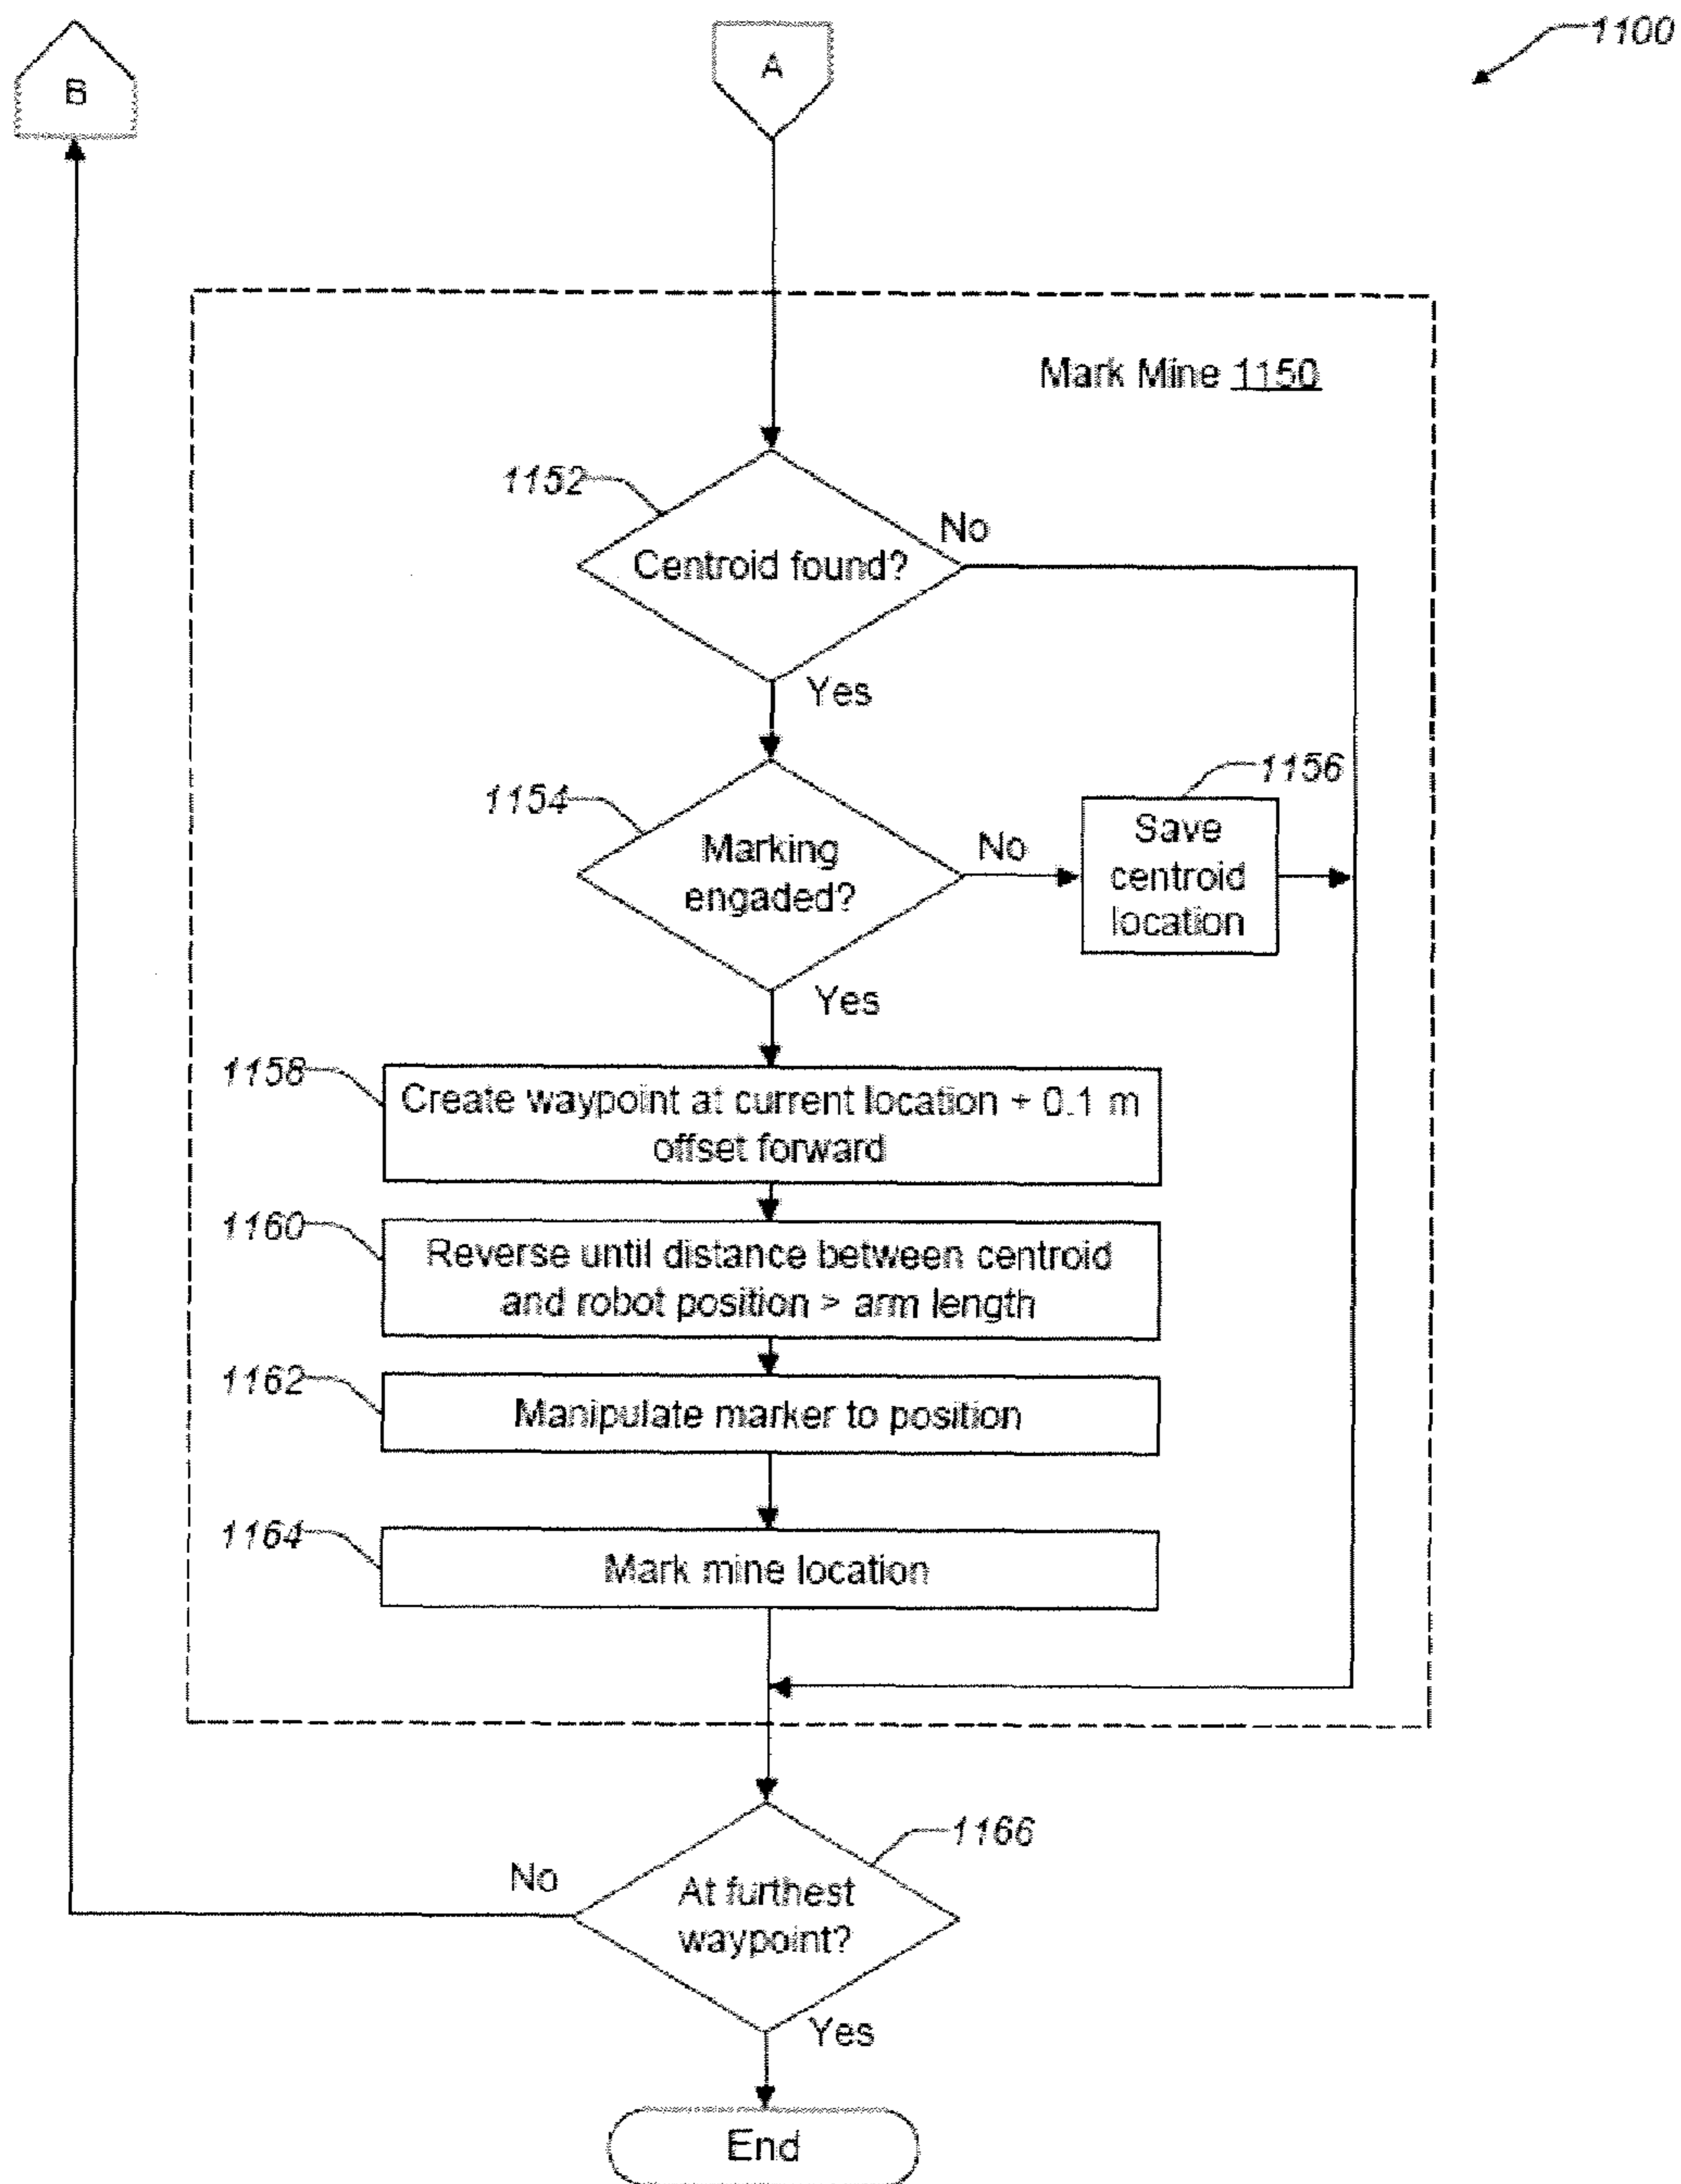 1100
B
A
Mark Mine 1150
1152
No
Centroid found?
Yes
1154
1156
Marking
engaded?
No
Save
centroid
location
Yes
1158
Create waypoint at current location + 0.1 m
offset forward
1160
Reverse until distance between centroid
and robot position > arm length
1162
Manipulate marker to position
1164
Mark mine location
1166
No
At furthest
waypoint?
Yes
End